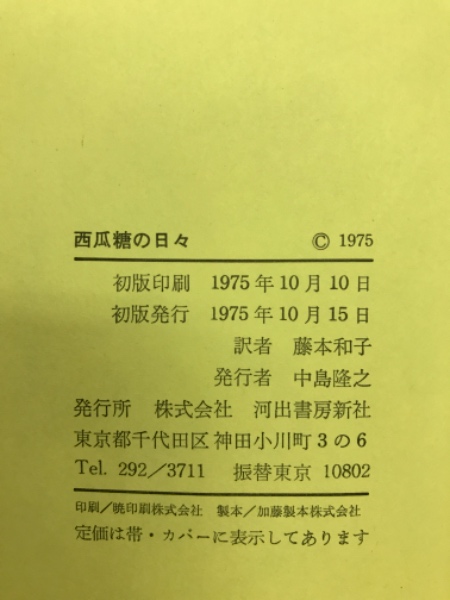 西瓜糖の日々 © 1975
初版印刷 1975年10月10日
初版発行 1975年10月15日
訳者 藤本和子
発行者 中島隆之
発行所 株式会社 河出書房新社
東京都千代田区神田小川町3の6
Tel. 292/3711 振替東京 10802
印刷/暁印刷株式会社 製本/加藤製本株式会社
定価は帯・カバーに表示してあります